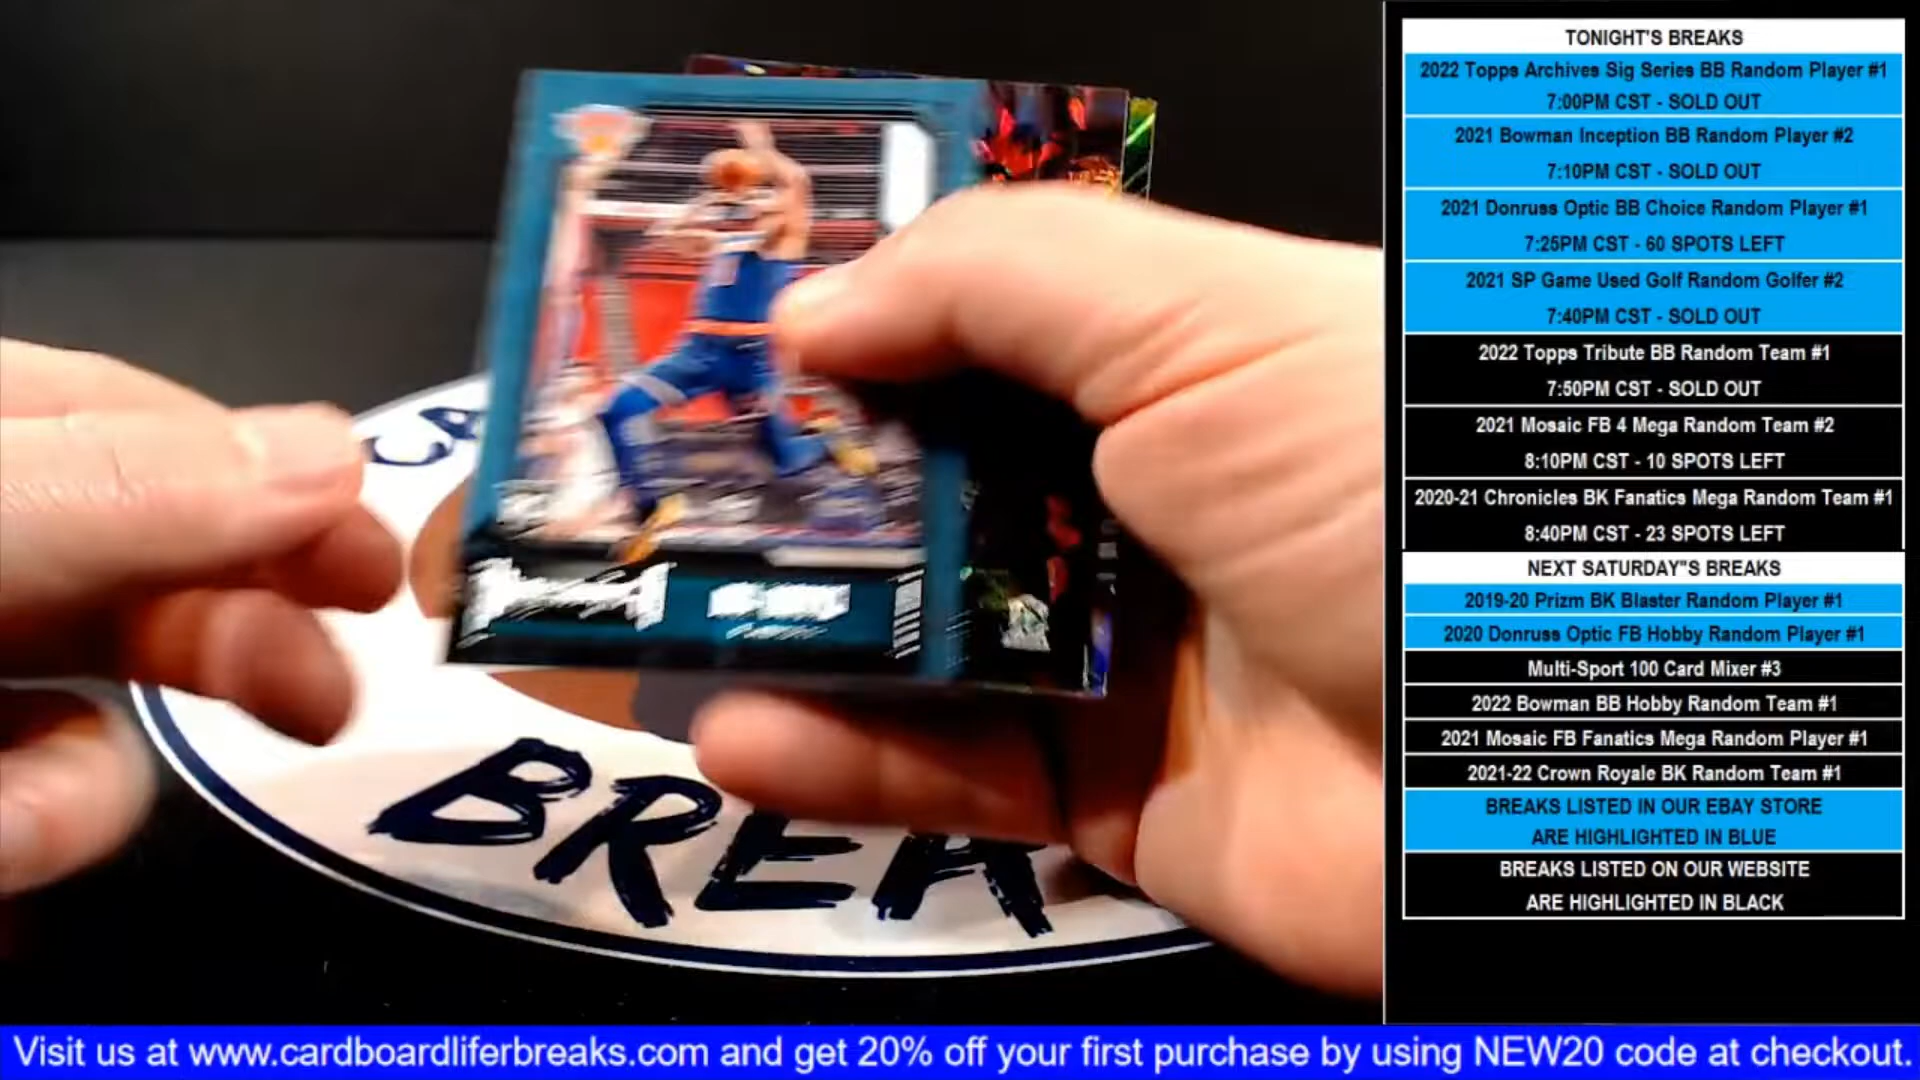 CA
BREA
TONIGHT'S BREAKS
2022 Topps Archives Sig Series BB Random Player #1
7:00PM CST - SOLD OUT
2021 Bowman Inception BB Random Player #2
7:10PM CST - SOLD OUT
2021 Donruss Optic BB Choice Random Player #1
7:25PM CST - 60 SPOTS LEFT
2021 SP Game Used Golf Random Golfer #2
7:40PM CST - SOLD OUT
2022 Topps Tribute BB Random Team #1
7:50PM CST - SOLD OUT
2021 Mosaic FB 4 Mega Random Team #2
8:10PM CST - 10 SPOTS LEFT
2020-21 Chronicles BK Fanatics Mega Random Team #1
8:40PM CST - 23 SPOTS LEFT
NEXT SATURDAY"S BREAKS
2019-20 Prizm BK Blaster Random Player #1
2020 Donruss Optic FB Hobby Random Player #1
Multi-Sport 100 Card Mixer #3
2022 Bowman BB Hobby Random Team #1
2021 Mosaic FB Fanatics Mega Random Player #1
2021-22 Crown Royale BK Random Team #1
BREAKS LISTED IN OUR EBAY STORE
ARE HIGHLIGHTED IN BLUE
BREAKS LISTED ON OUR WEBSITE
ARE HIGHLIGHTED IN BLACK
Visit us at www.cardboardliferbreaks.com and get 20% off your first purchase by using NEW20 code at checkout.